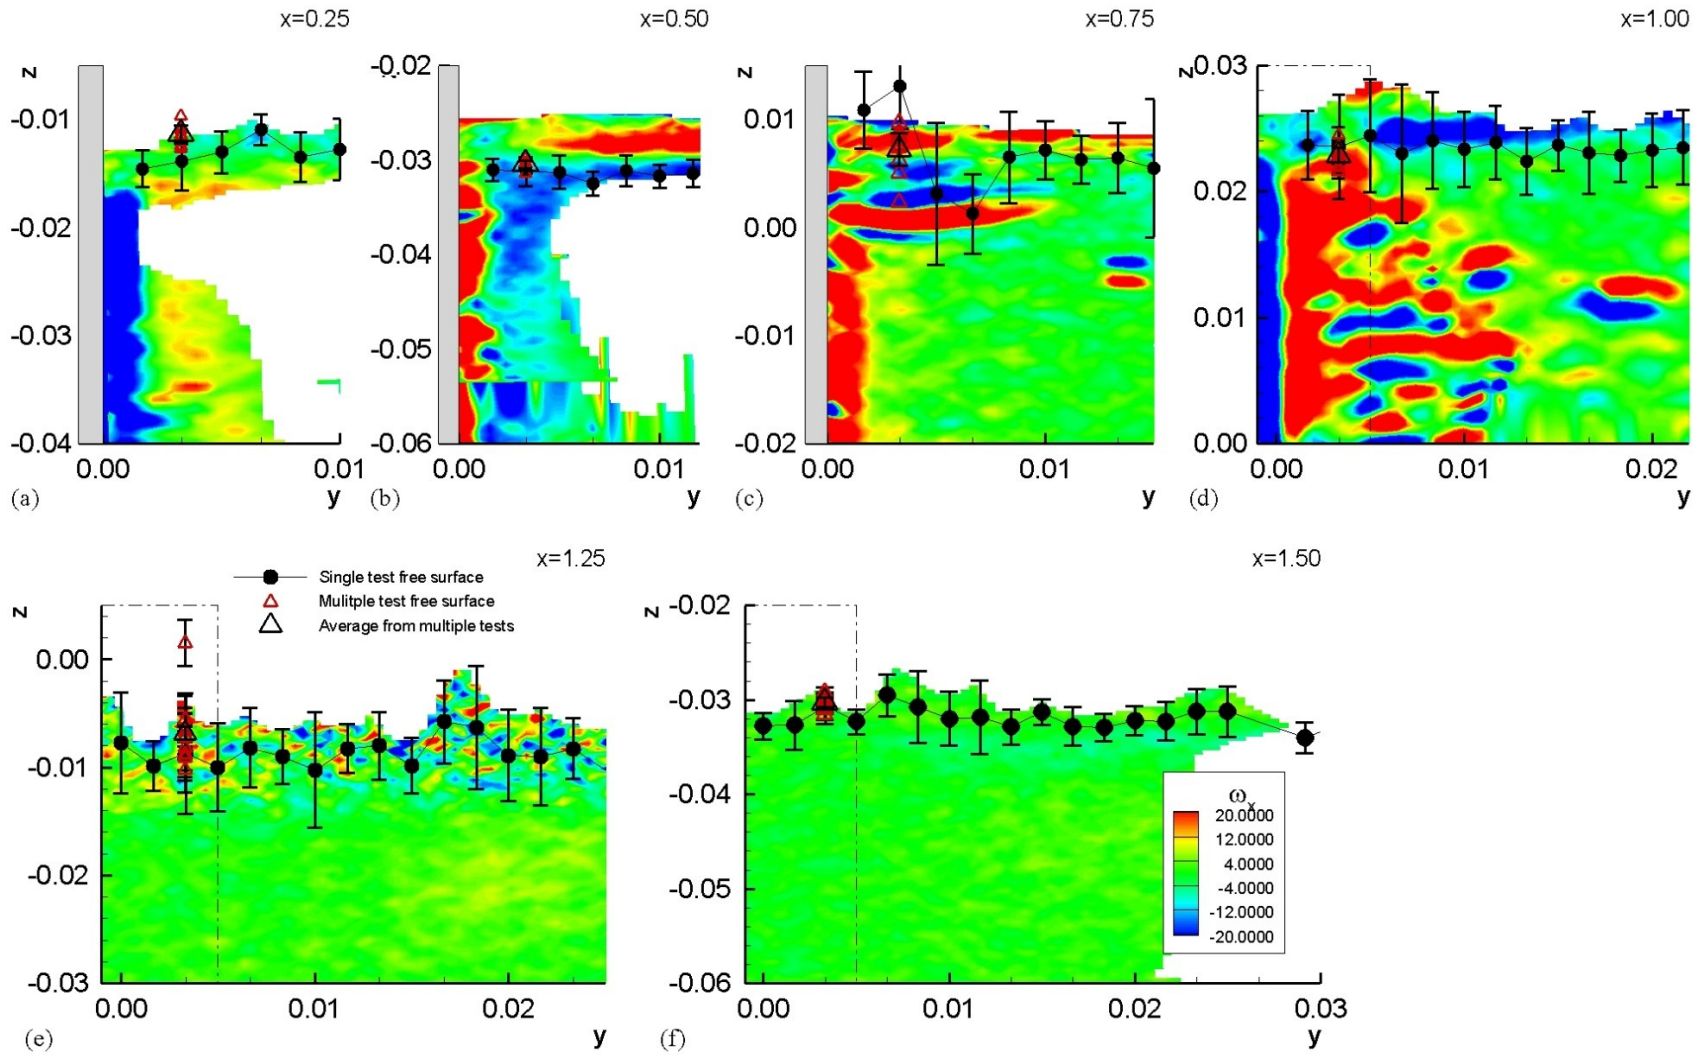 x=0.25
x=0.50
x=0.75
x=1.00
z
-0.01
-0.02
-0.03
-0.04
0.00
0.01
y
(a)
-0.02
-0.03
-0.04
-0.05
-0.06
0.00
0.01
y
(b)
z
0.01
0.00
-0.01
-0.02
0.00
0.01
y
(c)
z
0.03
0.02
0.01
0.00
0.00
0.01
0.02
y
(d)
x=1.25
Single test free surface
Mulitple test free surface
Average from multiple tests
z
0.00
-0.01
-0.02
-0.03
0.00
0.01
0.02
y
(e)
x=1.50
z
-0.02
-0.03
-0.04
-0.05
-0.06
0.00
0.01
0.02
0.03
y
(f)
ωx
20.0000
12.0000
4.0000
-4.0000
-12.0000
-20.0000